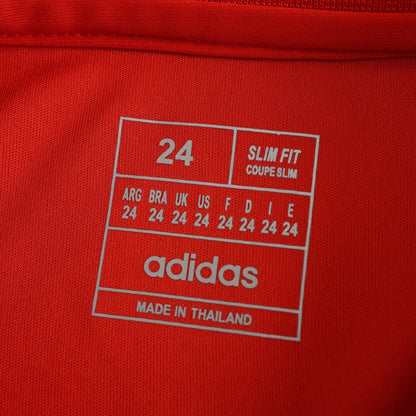 24
SLIM FIT
COUPE SLIM
ARG BRA UK US F D I E
24 24 24 24 24 24 24 24
adidas
MADE IN THAILAND